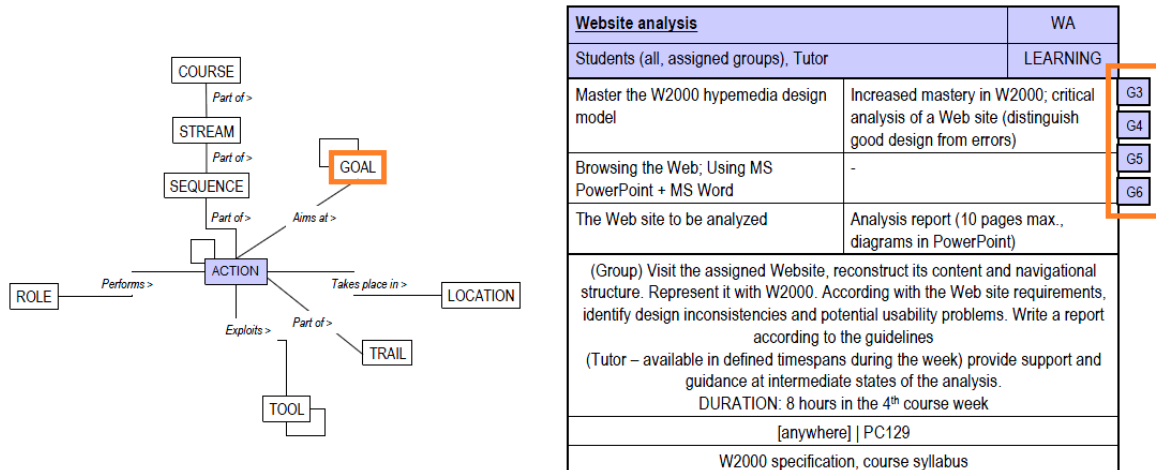 COURSE
Part of >
STREAM
Part of >
GOAL
SEQUENCE
Part of >
Aims at >
ACTION
Performs >
Takes place in >
ROLE
LOCATION
Exploits >
Part of >
TRAIL
TOOL
Website analysis
WA
Students (all, assigned groups), Tutor
LEARNING
Master the W2000 hypemedia design
model
Increased mastery in W2000; critical
analysis of a Web site (distinguish
good design from errors)
Browsing the Web; Using MS
PowerPoint + MS Word
-
The Web site to be analyzed
Analysis report (10 pages max.,
diagrams in PowerPoint)
G3
G4
G5
G6
(Group) Visit the assigned Website, reconstruct its content and navigational
structure. Represent it with W2000. According with the Web site requirements,
identify design inconsistencies and potential usability problems. Write a report
according to the guidelines
(Tutor – available in defined timespans during the week) provide support and
guidance at intermediate states of the analysis.
DURATION: 8 hours in the 4th course week
[anywhere] | PC129
W2000 specification, course syllabus